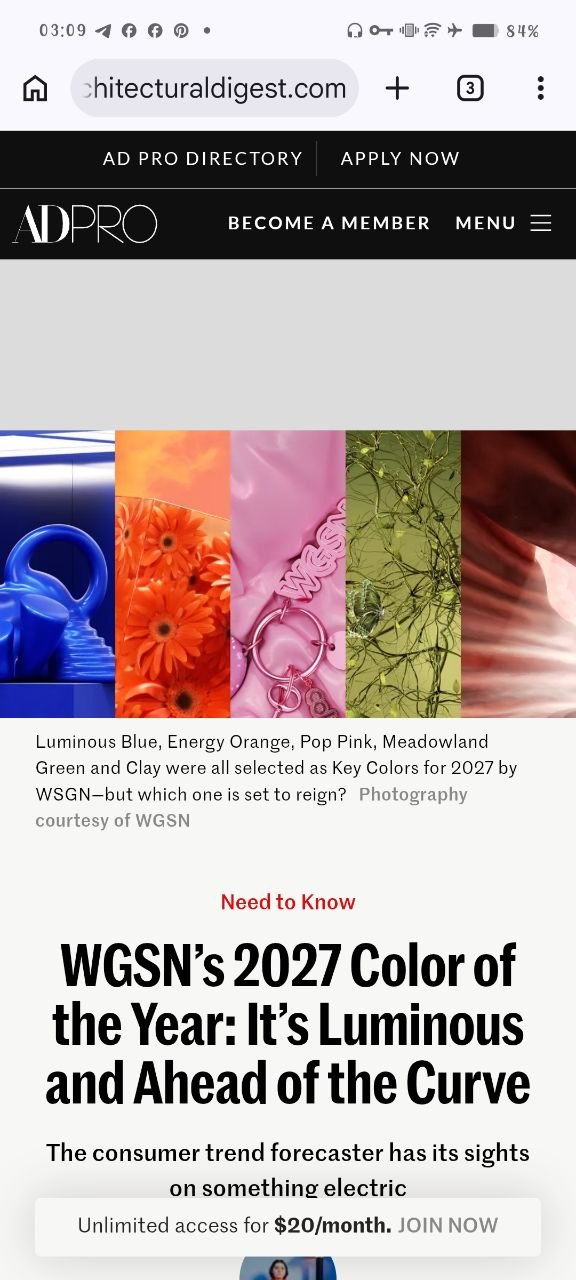 03:09 84%
chitecturaldigest.com 3
AD PRO DIRECTORY APPLY NOW
ADPRO BECOME A MEMBER MENU
WGSN
Luminous Blue, Energy Orange, Pop Pink, Meadowland
Green and Clay were all selected as Key Colors for 2027 by
WSGN—but which one is set to reign? Photography
courtesy of WGSN
Need to Know
WGSN’s 2027 Color of
the Year: It’s Luminous
and Ahead of the Curve
The consumer trend forecaster has its sights
on something electric
Unlimited access for $20/month. JOIN NOW